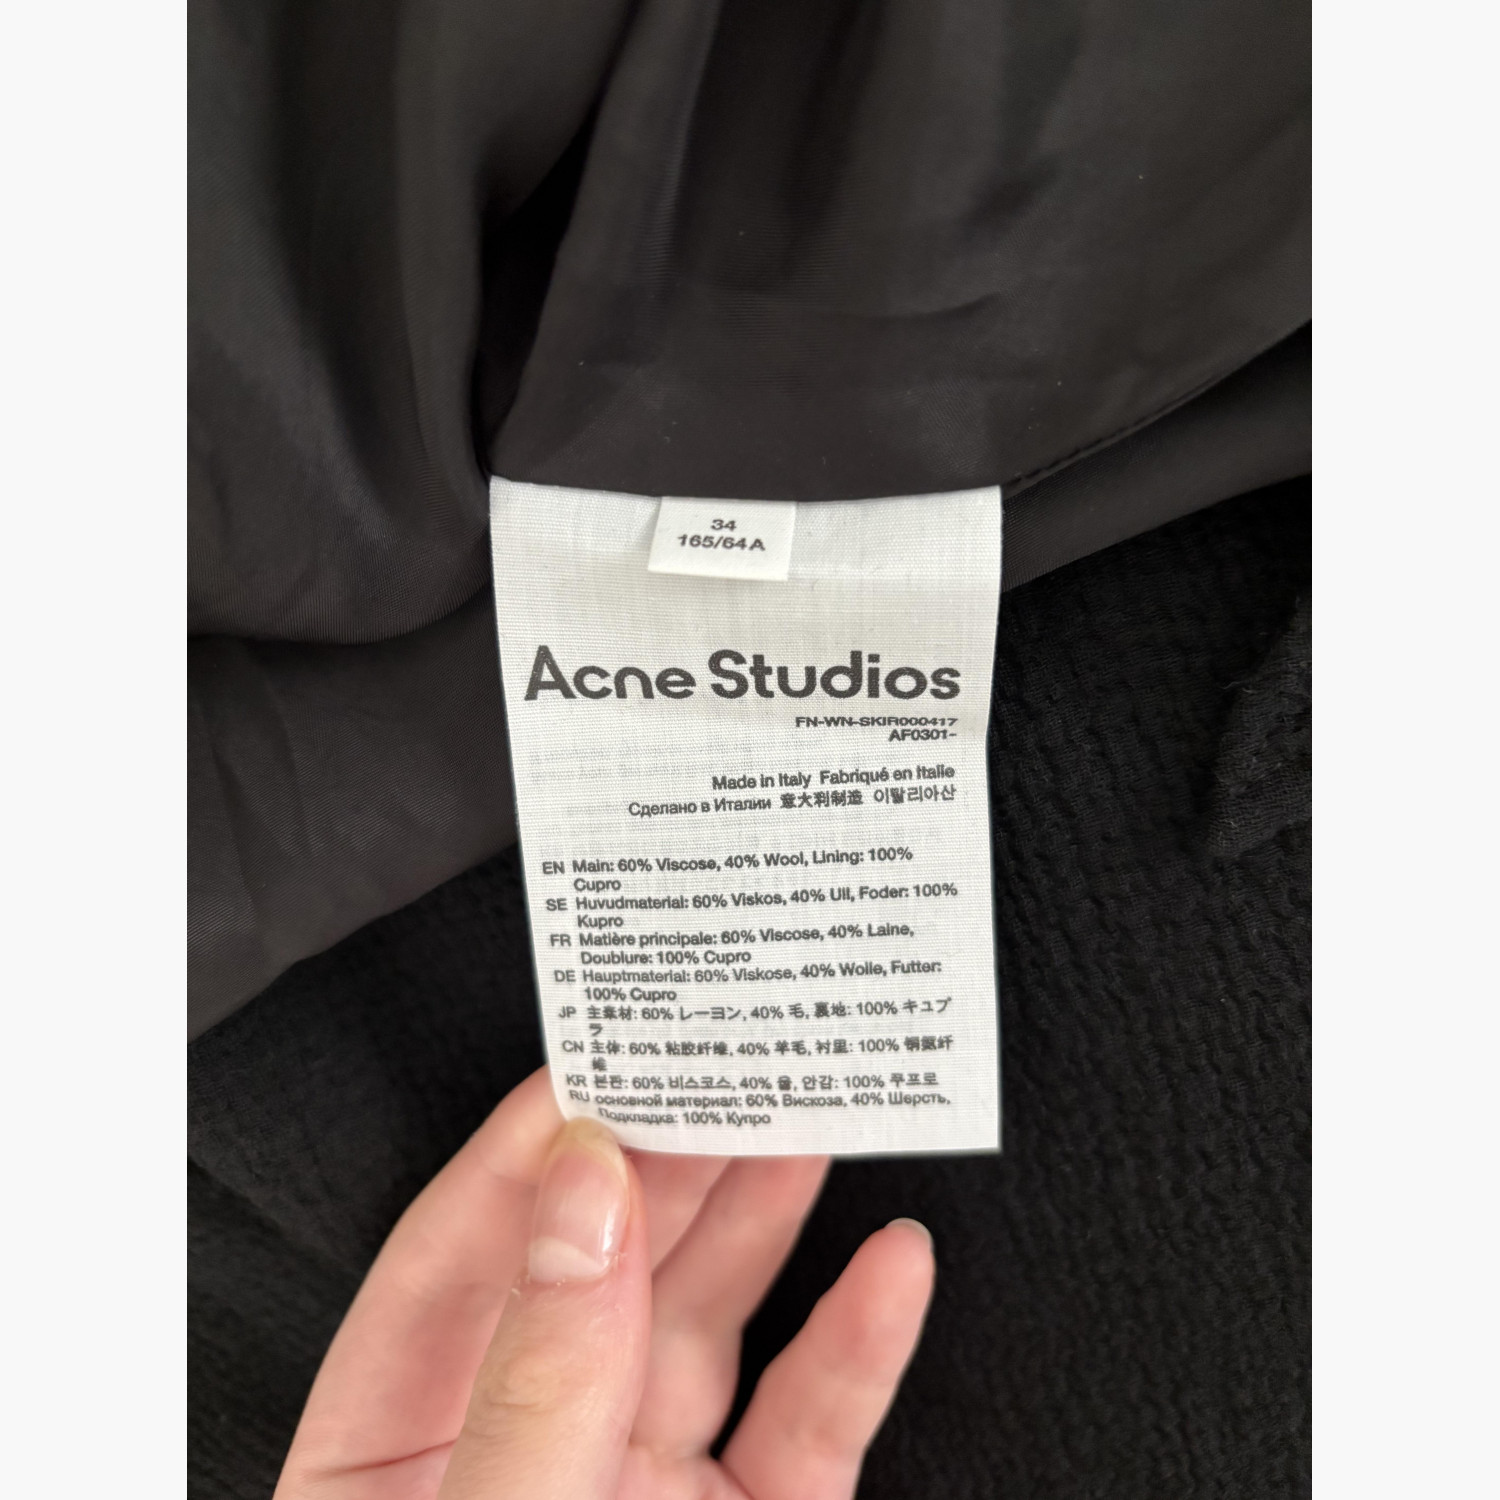 34
165/64A
Acne Studios
FN-WN-SKIR000417
AF0301-
Made in Italy Fabriqué en Italie
Сделано в Италии 意大利制造 이탈리아산
EN Main: 60% Viscose, 40% Wool, Lining: 100%
Cupro
SE Huvudmaterial: 60% Viskos, 40% Ull, Foder: 100%
Kupro
FR Matière principale: 60% Viscose, 40% Laine,
Doublure: 100% Cupro
DE Hauptmaterial: 60% Viskose, 40% Wolle, Futter:
100% Cupro
JP 主素材: 60% レーヨン, 40% 毛, 裏地: 100% キュプ
ラ
CN 主体: 60% 粘胶纤维, 40% 羊毛, 衬里: 100% 铜氨纤
维
KR 본판: 60% 비스코스, 40% 울, 안감: 100% 쿠프로
RU основной материал: 60% Вискоза, 40% Шерсть,
Подкладка: 100% Купро